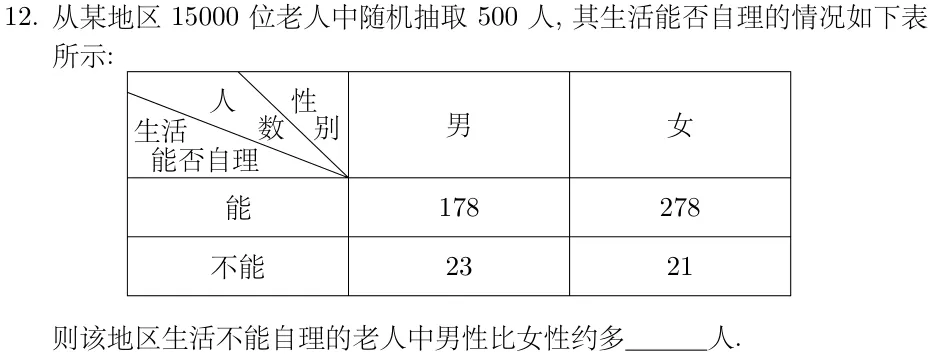 12. 从某地区 15000 位老人中随机抽取 500 人, 其生活能否自理的情况如下表
所示:
人数 性别
生活能否自理
男 女
能 178 278
不能 23 21
则该地区生活不能自理的老人中男性比女性约多______人.